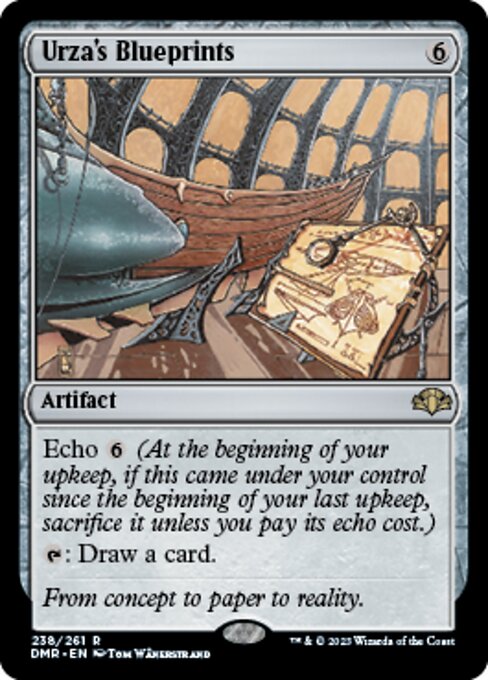 Urza's Blueprints 6
Artifact
Echo 6 (At the beginning of your
upkeep, if this came under your control
since the beginning of your last upkeep,
sacrifice it unless you pay its echo cost.)
: Draw a card.
From concept to paper to reality.
238/261 R
DMR • EN Tom Wänerstrand
™ & © 2023 Wizards of the Coast